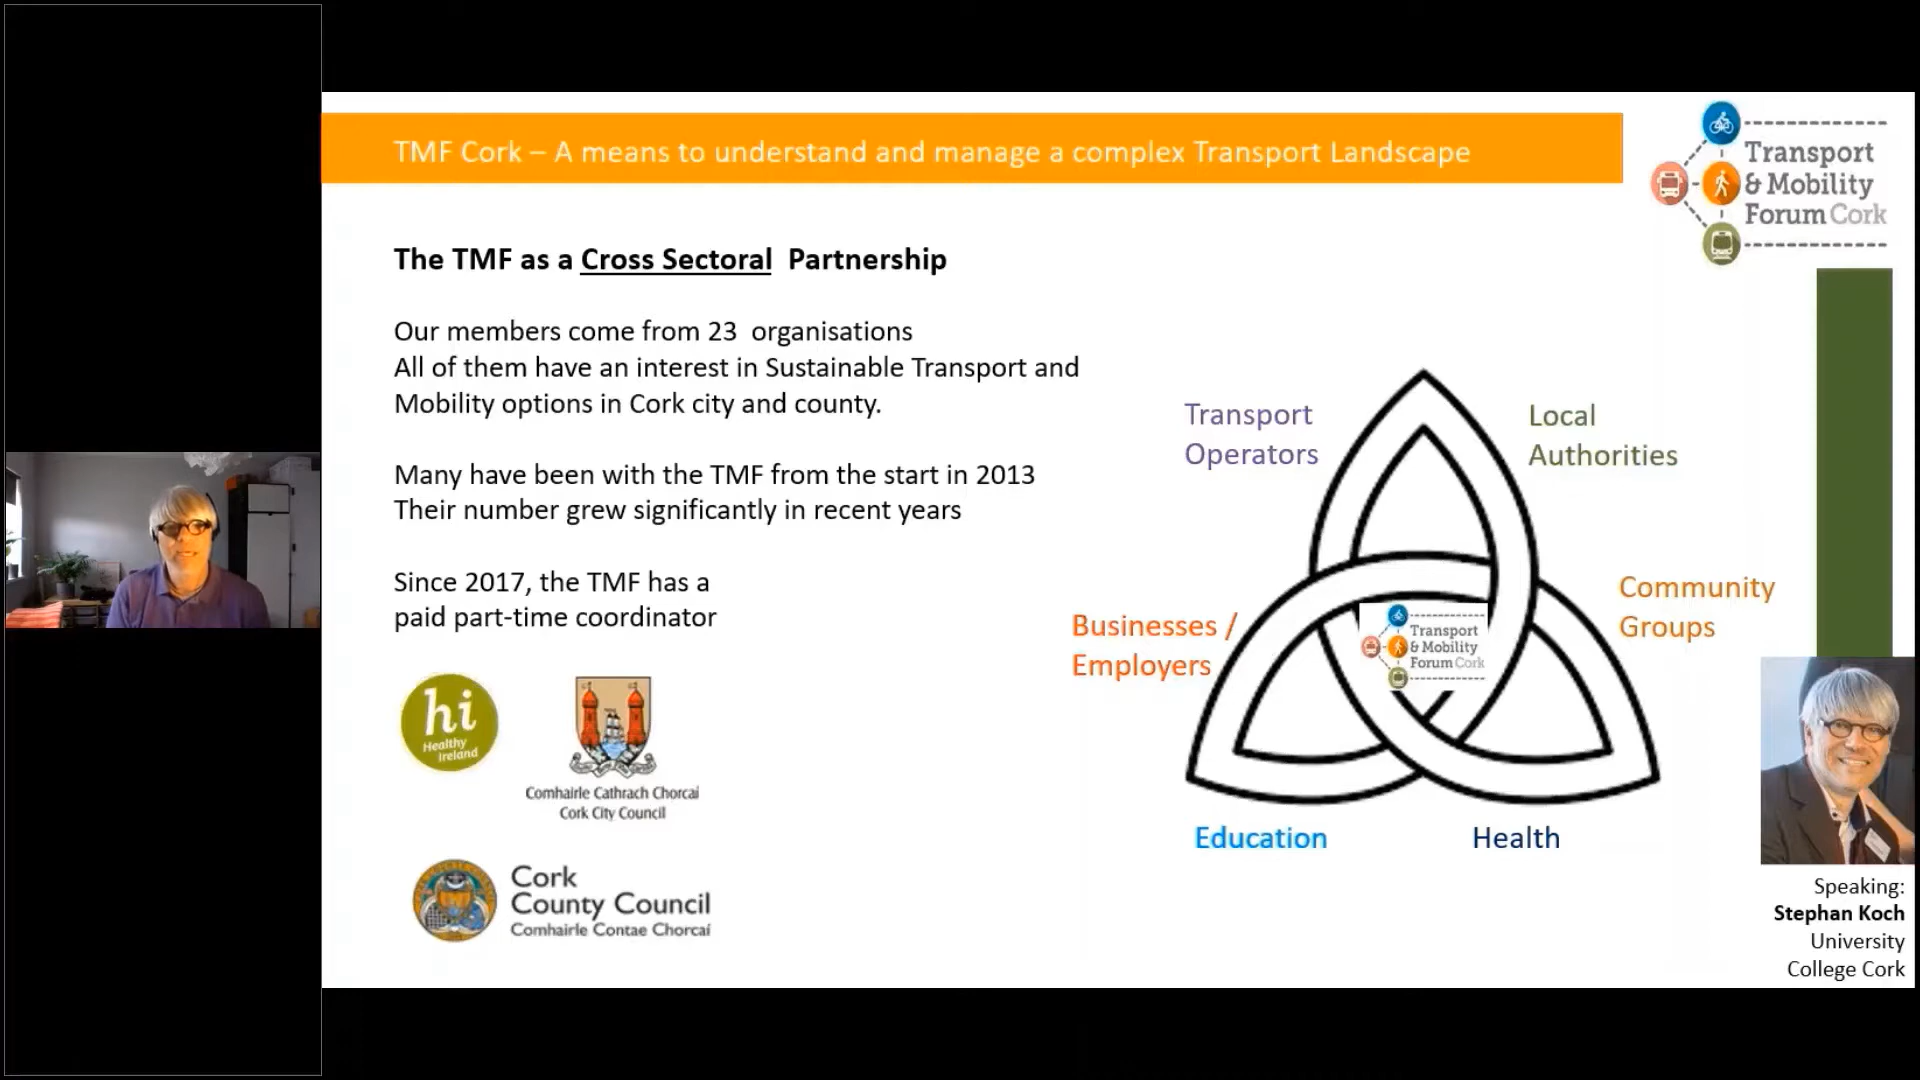 TMF Cork – A means to understand and manage a complex Transport Landscape
Transport
& Mobility
Forum Cork
The TMF as a Cross Sectoral Partnership
Our members come from 23 organisations
All of them have an interest in Sustainable Transport and
Mobility options in Cork city and county.
Many have been with the TMF from the start in 2013
Their number grew significantly in recent years
Since 2017, the TMF has a
paid part-time coordinator
hi
Healthy
Ireland
Comhairle Cathrach Chorcaí
Cork City Council
Cork
County Council
Comhairle Contae Chorcaí
Transport
Operators
Local
Authorities
Community
Groups
Businesses /
Employers
Transport
& Mobility
Forum Cork
Education
Health
Speaking:
Stephan Koch
University
College Cork